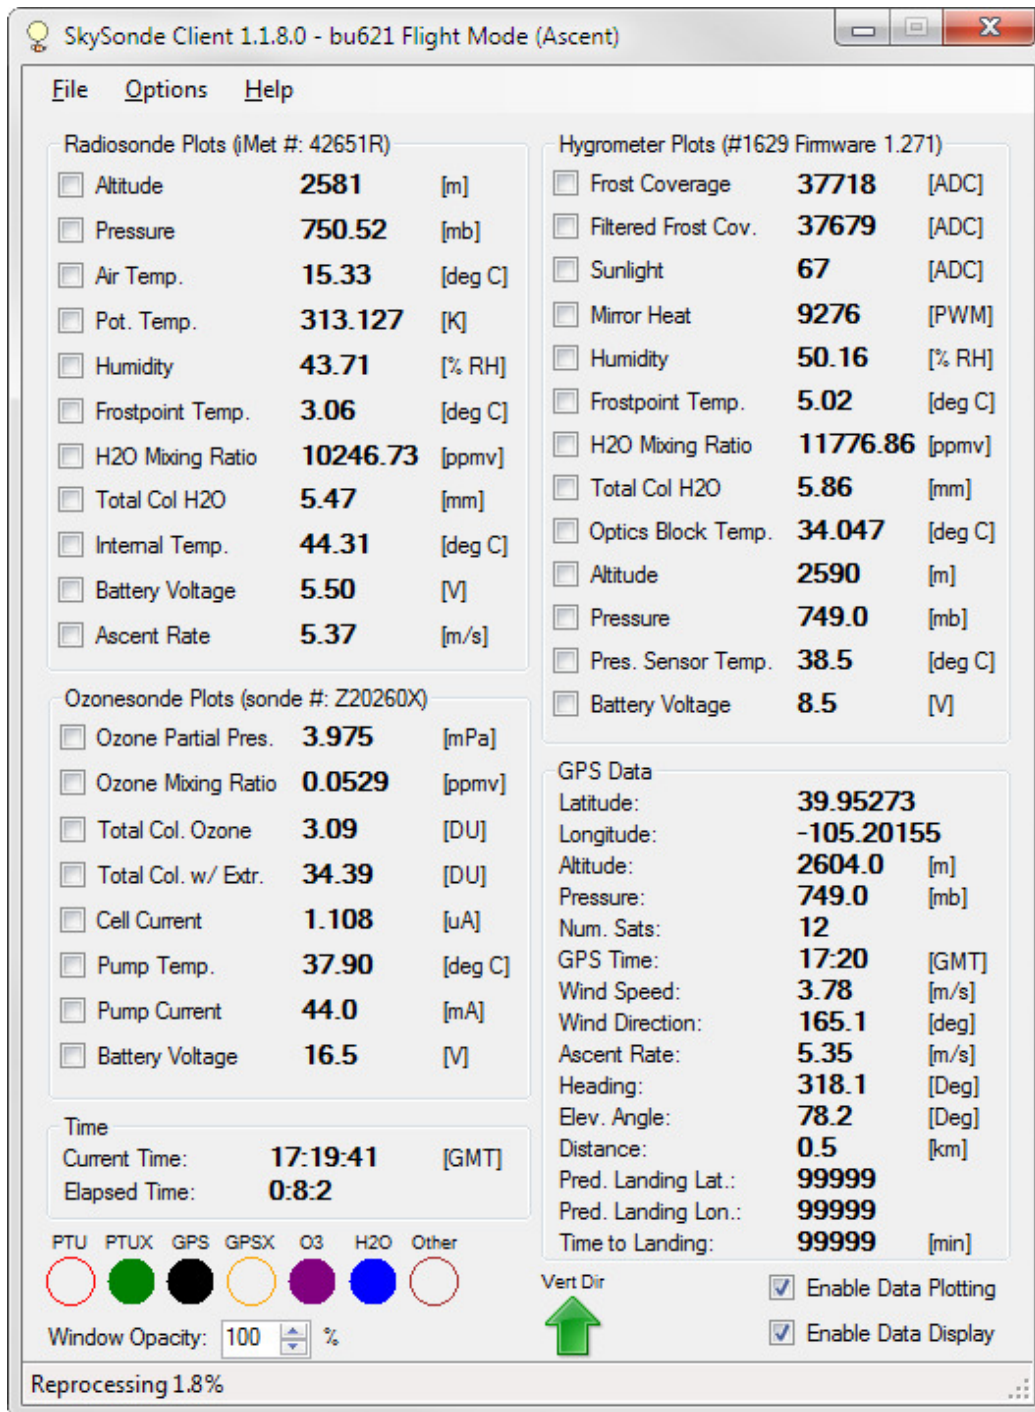 SkySonde Client 1.1.8.0 - bu621 Flight Mode (Ascent)
File Options Help
Radiosonde Plots (iMet #: 42651R)
Altitude 2581 [m]
Pressure 750.52 [mb]
Air Temp. 15.33 [deg C]
Pot. Temp. 313.127 [K]
Humidity 43.71 [% RH]
Frostpoint Temp. 3.06 [deg C]
H2O Mixing Ratio 10246.73 [ppmv]
Total Col H2O 5.47 [mm]
Internal Temp. 44.31 [deg C]
Battery Voltage 5.50 [V]
Ascent Rate 5.37 [m/s]
Ozonesonde Plots (sonde #: Z20260X)
Ozone Partial Pres. 3.975 [mPa]
Ozone Mixing Ratio 0.0529 [ppmv]
Total Col. Ozone 3.09 [DU]
Total Col. w/ Extr. 34.39 [DU]
Cell Current 1.108 [uA]
Pump Temp. 37.90 [deg C]
Pump Current 44.0 [mA]
Battery Voltage 16.5 [V]
Time
Current Time: 17:19:41 [GMT]
Elapsed Time: 0:8:2
PTU PTUX GPS GPSX O3 H2O Other
Window Opacity: 100 %
Hygrometer Plots (#1629 Firmware 1.271)
Frost Coverage 37718 [ADC]
Filtered Frost Cov. 37679 [ADC]
Sunlight 67 [ADC]
Mirror Heat 9276 [PWM]
Humidity 50.16 [% RH]
Frostpoint Temp. 5.02 [deg C]
H2O Mixing Ratio 11776.86 [ppmv]
Total Col H2O 5.86 [mm]
Optics Block Temp. 34.047 [deg C]
Altitude 2590 [m]
Pressure 749.0 [mb]
Pres. Sensor Temp. 38.5 [deg C]
Battery Voltage 8.5 [V]
GPS Data
Latitude: 39.95273
Longitude: -105.20155
Altitude: 2604.0 [m]
Pressure: 749.0 [mb]
Num. Sats: 12
GPS Time: 17:20 [GMT]
Wind Speed: 3.78 [m/s]
Wind Direction: 165.1 [deg]
Ascent Rate: 5.35 [m/s]
Heading: 318.1 [Deg]
Elev. Angle: 78.2 [Deg]
Distance: 0.5 [km]
Pred. Landing Lat.: 99999
Pred. Landing Lon.: 99999
Time to Landing: 99999 [min]
Vert Dir
Enable Data Plotting
Enable Data Display
Reprocessing 1.8%